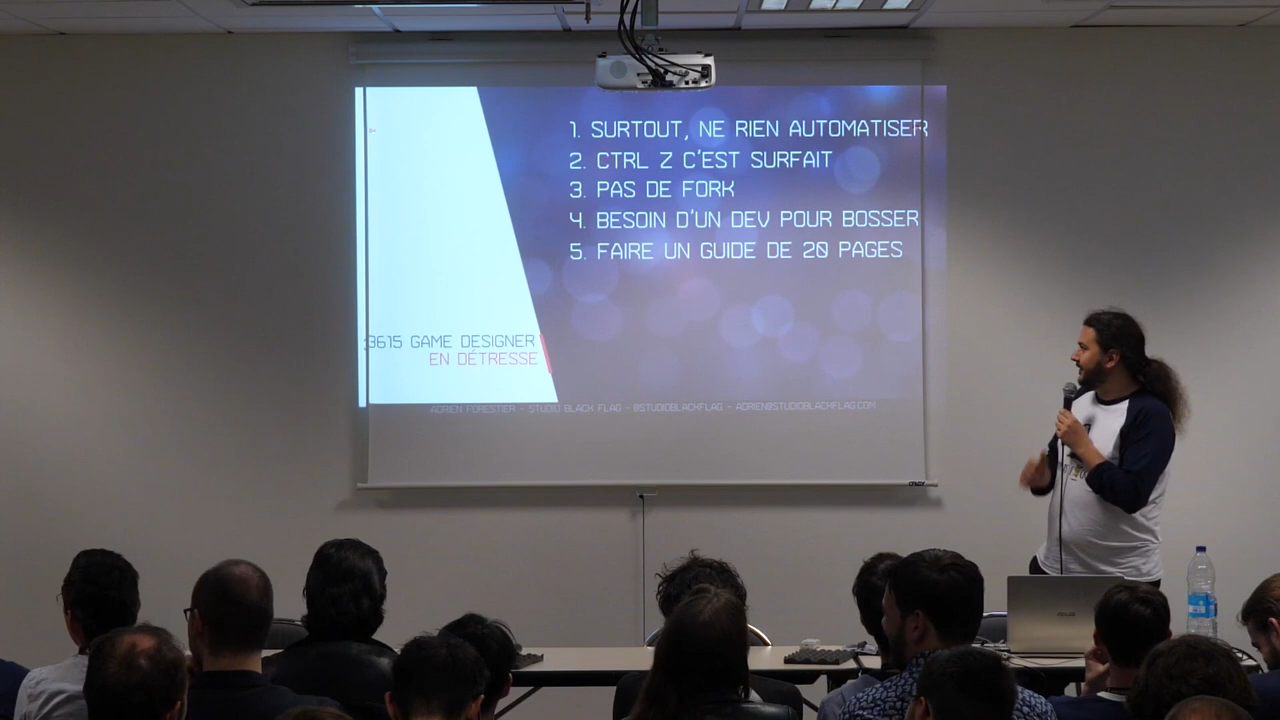 1. SURTOUT, NE RIEN AUTOMATISER
2. CTRL Z C'EST SURFAIT
3. PAS DE FORK
4. BESOIN D'UN DEV POUR BOSSER
5. FAIRE UN GUIDE DE 20 PAGES
3615 GAME DESIGNER
EN DÉTRESSE
ADRIEN FORESTIER - STUDIO BLACK FLAG - @STUDIOBLACKFLAG - ADRIEN@STUDIOBLACKFLAG.COM
ASUS